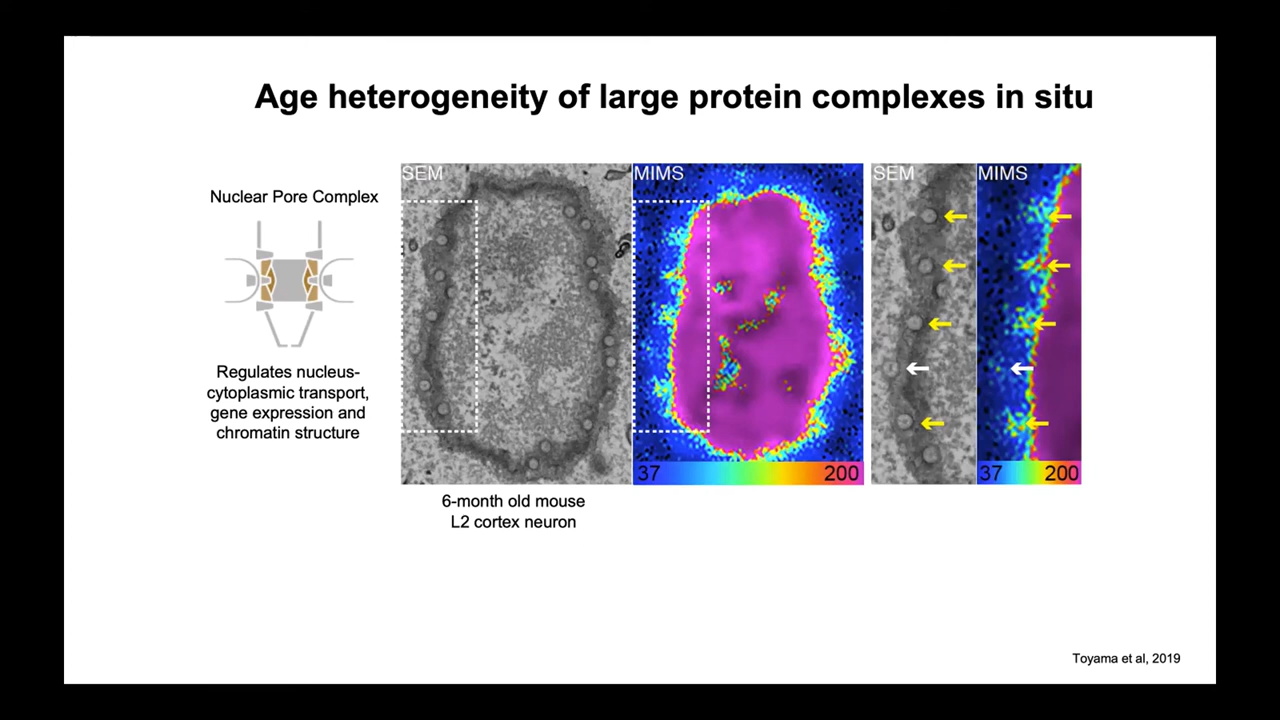 Age heterogeneity of large protein complexes in situ
Nuclear Pore Complex
Regulates nucleus-
cytoplasmic transport,
gene expression and
chromatin structure
SEM
MIMS
37
200
6-month old mouse
L2 cortex neuron
SEM
MIMS
37
200
Toyama et al, 2019